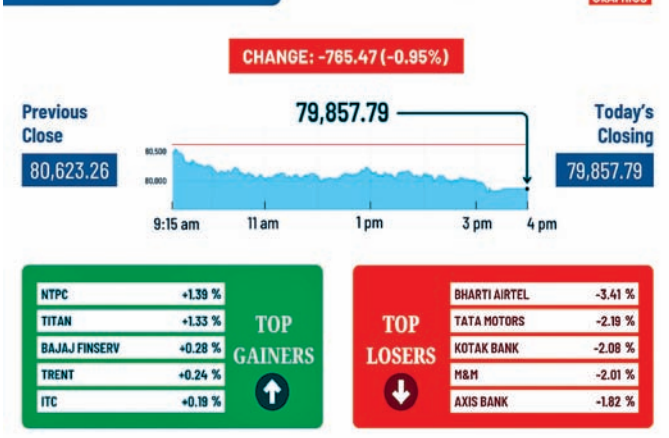 CHANGE: -765.47 (-0.95%)
Previous
Close
80,623.26
79,857.79
Today's
Closing
79,857.79
80,500
80,000
9:15 am 11 am 1 pm 3 pm 4 pm
NTPC +1.39 %
TITAN +1.33 %
BAJAJ FINSERV +0.28 %
TRENT +0.24 %
ITC +0.19 %
TOP
GAINERS
TOP
LOSERS
BHARTI AIRTEL -3.41 %
TATA MOTORS -2.19 %
KOTAK BANK -2.08 %
M&M -2.01 %
AXIS BANK -1.82 %